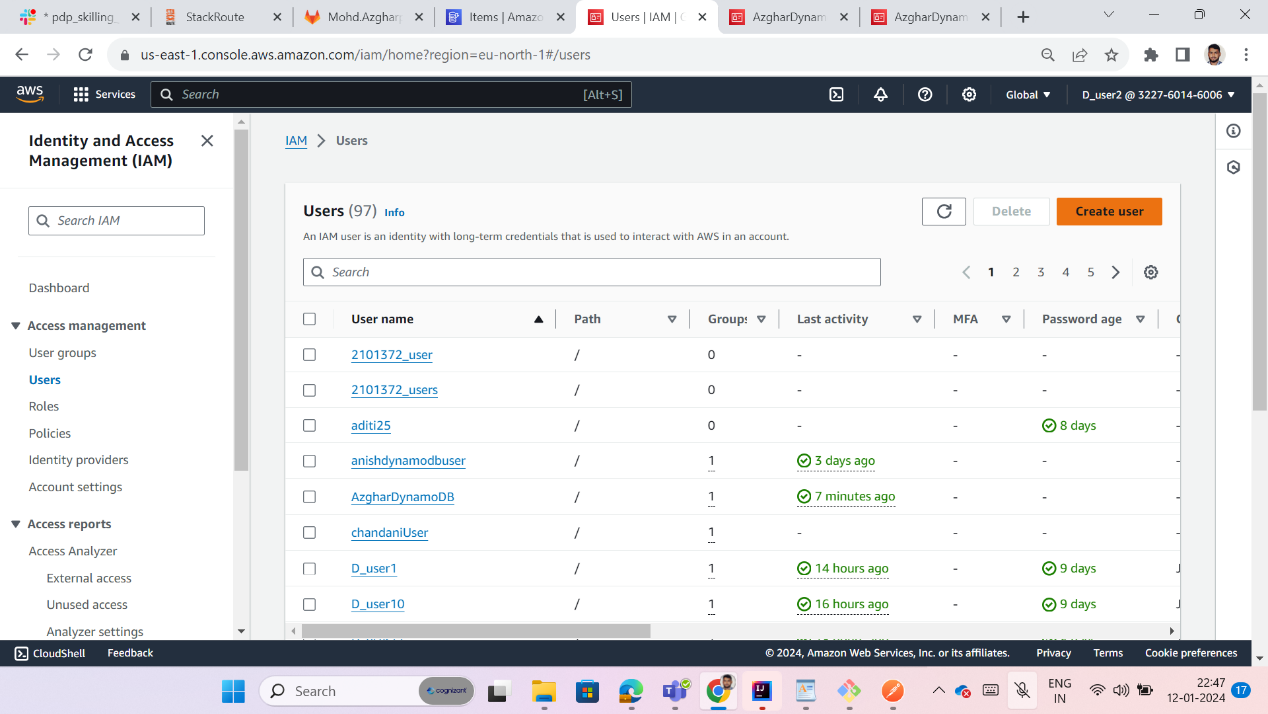 * pdp_skilling_
StackRoute
Mohd.Azghar
Items | Amazo
Users | IAM |
AzgharDynam
AzgharDynam
us-east-1.console.aws.amazon.com/iam/home?region=eu-north-1#/users
aws
Services
Search
[Alt+S]
Global
D_user2 @ 3227-6014-6006
Identity and Access
Management (IAM)
Search IAM
Dashboard
Access management
User groups
Users
Roles
Policies
Identity providers
Account settings
Access reports
Access Analyzer
External access
Unused access
Analyzer settings
IAM
Users
Users (97) Info
Delete
Create user
An IAM user is an identity with long-term credentials that is used to interact with AWS in an account.
Search
1 2 3 4 5
User name Path Groups Last activity MFA Password age
2101372_user / 0 - - - -
2101372_users / 0 - - - -
aditi25 / 0 - - 8 days -
anishdynamodbuser / 1 3 days ago - - -
AzgharDynamoDB / 1 7 minutes ago - - -
chandaniUser / 1 - - - -
D_user1 / 1 14 hours ago - 9 days J
D_user10 / 1 16 hours ago - 9 days J
CloudShell
Feedback
© 2024, Amazon Web Services, Inc. or its affiliates.
Privacy
Terms
Cookie preferences
Search
cognizant
ENG
IN
22:47
12-01-2024
17